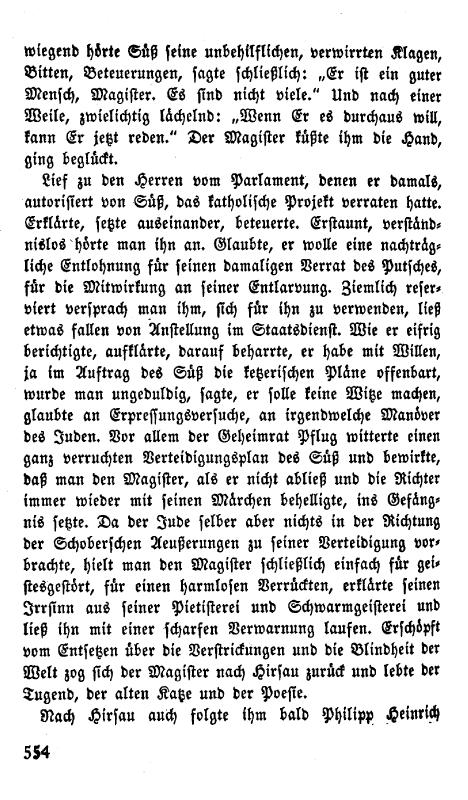 wiegend hörte Süß seine unbehilflichen, verwirrten Klagen,
Bitten, Beteuerungen, sagte schließlich: „Er ist ein guter
Mensch, Magister. Es sind nicht viele.“ Und nach einer
Weile, zwielichtig lächelnd: „Wenn Er es durchaus will,
kann Er jetzt reden.“ Der Magister küßte ihm die Hand,
ging beglückt.
Lief zu den Herren vom Parlament, denen er damals,
autorisiert von Süß, das katholische Projekt verraten hatte.
Erklärte, setzte auseinander, beteuerte. Erstaunt, verständ-
nislos hörte man ihn an. Glaubte, er wolle eine nachträg-
liche Entlohnung für seinen damaligen Verrat des Putsches,
für die Mitwirkung an seiner Entlarvung. Ziemlich reser-
viert versprach man ihm, sich für ihn zu verwenden, ließ
etwas fallen von Anstellung im Staatsdienst. Wie er eifrig
berichtigte, aufklärte, darauf beharrte, er habe mit Willen,
ja im Auftrag des Süß die ketzerischen Pläne offenbart,
wurde man ungeduldig, sagte, er solle keine Witze machen,
glaubte an Erpressungsversuche, an irgendwelche Manöver
des Juden. Vor allem der Geheimrat Pflug witterte einen
ganz verruchten Verteidigungsplan des Süß und bewirkte,
daß man den Magister, als er nicht abließ und die Richter
immer wieder mit seinen Märchen behelligte, ins Gefäng-
nis setzte. Da der Jude selber aber nichts in der Richtung
der Schoberschen Aeußerungen zu seiner Verteidigung vor-
brachte, hielt man den Magister schließlich einfach für gei-
stesgestört, für einen harmlosen Verrückten, erklärte seinen
Irrsinn aus seiner Pietisterei und Schwarmgeisterei und
ließ ihn mit einer scharfen Verwarnung laufen. Erschöpft
vom Entsetzen über die Verstrickungen und die Blindheit der
Welt zog sich der Magister nach Hirsau zurück und lebte der
Tugend, der alten Katze und der Poesie.
Nach Hirsau auch folgte ihm bald Philipp Heinrich
554